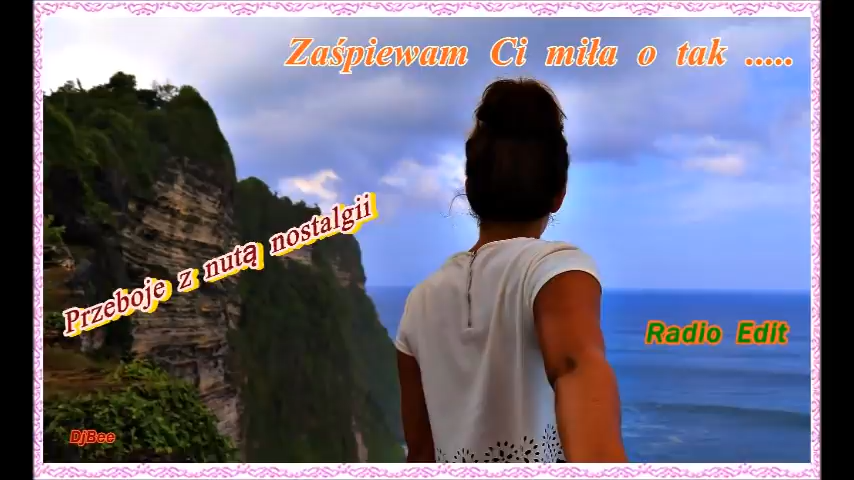 Zaśpiewam Ci miła o tak .....
Przeboje z nutą nostalgii
Radio Edit
DjBee